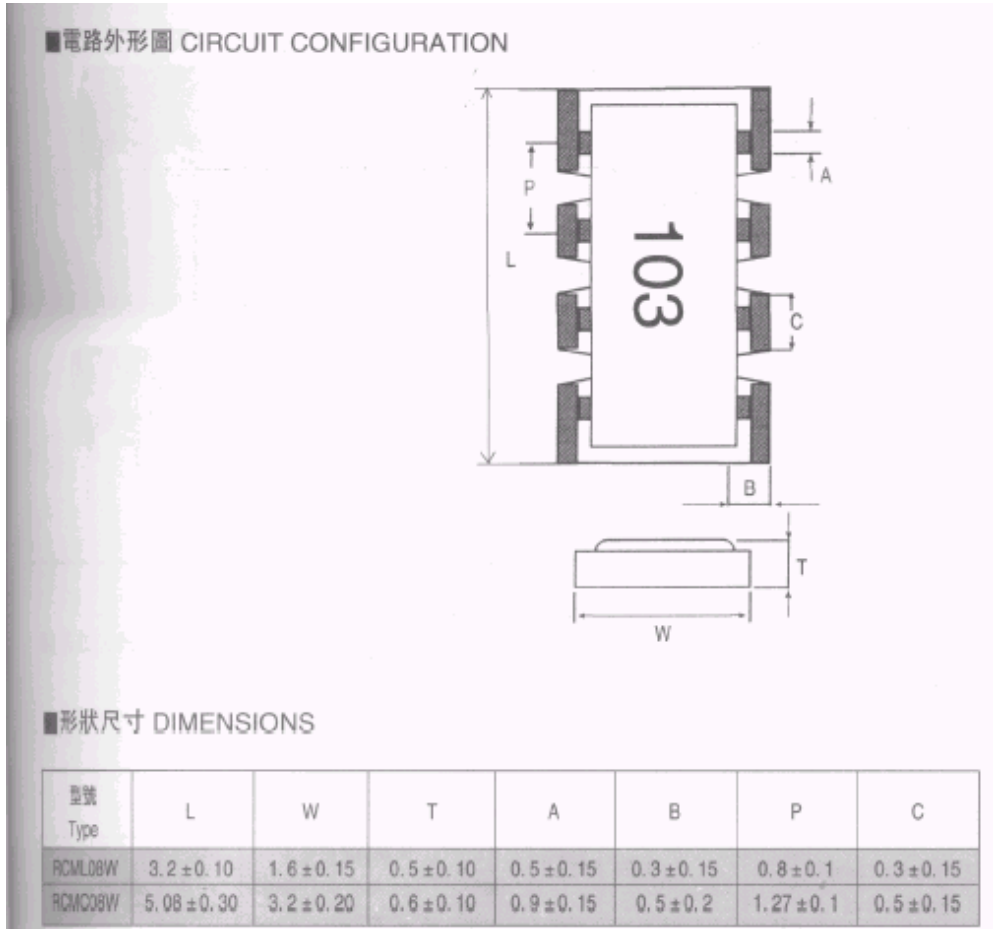 ■電路外形圖 CIRCUIT CONFIGURATION
P
A
L
103
C
B
T
W
■形狀尺寸 DIMENSIONS
型號 Type L W T A B P C
RCML08W 3.2±0.10 1.6±0.15 0.5±0.10 0.5±0.15 0.3±0.15 0.8±0.1 0.3±0.15
RCMC08W 5.08±0.30 3.2±0.20 0.6±0.10 0.9±0.15 0.5±0.2 1.27±0.1 0.5±0.15